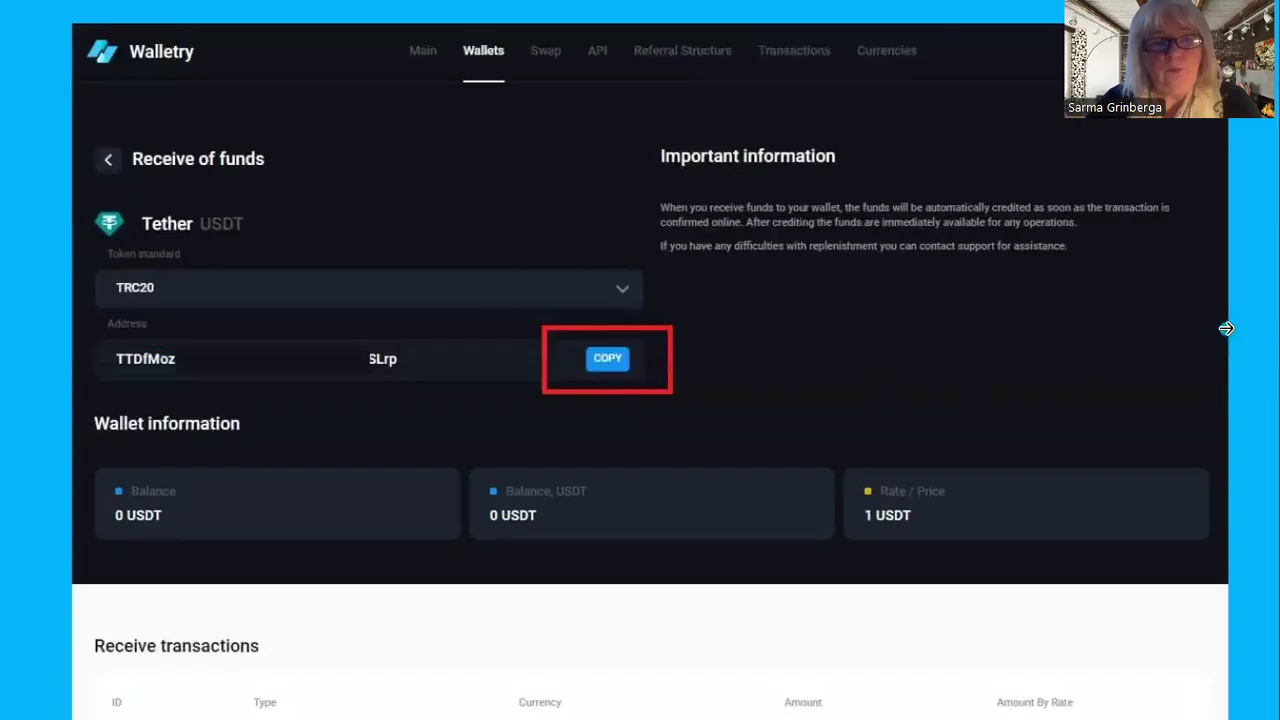 Walletry
Main
Wallets
Swap
API
Referral Structure
Transactions
Currencies
Sarma Grinberga
Receive of funds
Tether USDT
Token standard
TRC20
Address
TTDfMoz SLrp
COPY
Important information
When you receive funds to your wallet, the funds will be automatically credited as soon as the transaction is
confirmed online. After crediting the funds are immediately available for any operations.
If you have any difficulties with replenishment you can contact support for assistance.
Wallet information
Balance
0 USDT
Balance, USDT
0 USDT
Rate / Price
1 USDT
Receive transactions
ID
Type
Currency
Amount
Amount By Rate